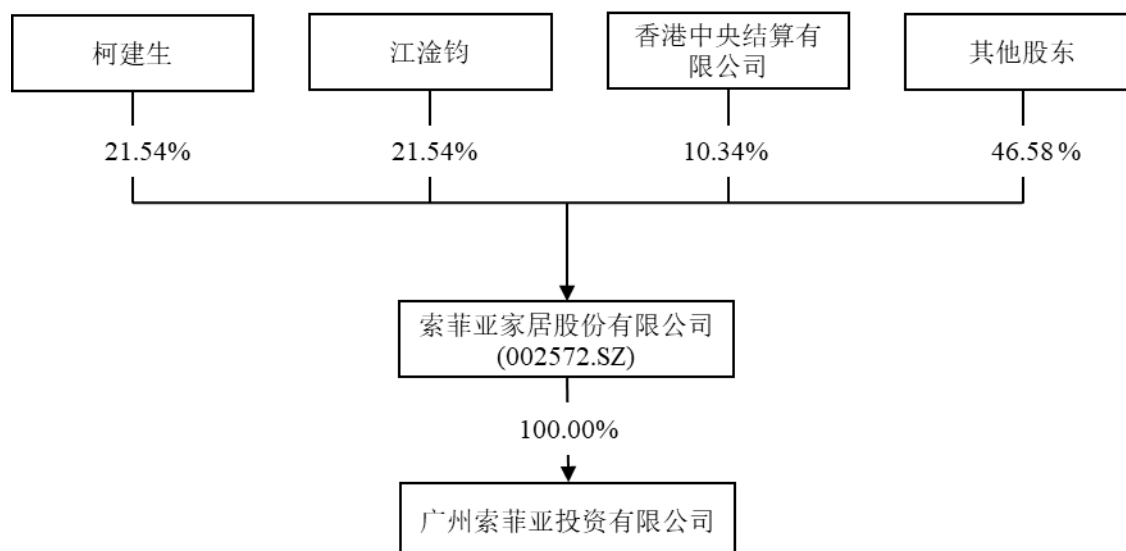 柯建生
江淦钧
香港中央结算有
限公司
其他股东
21.54%
21.54%
10.34%
46.58%
索菲亚家居股份有限公司
(002572.SZ)
100.00%
广州索菲亚投资有限公司